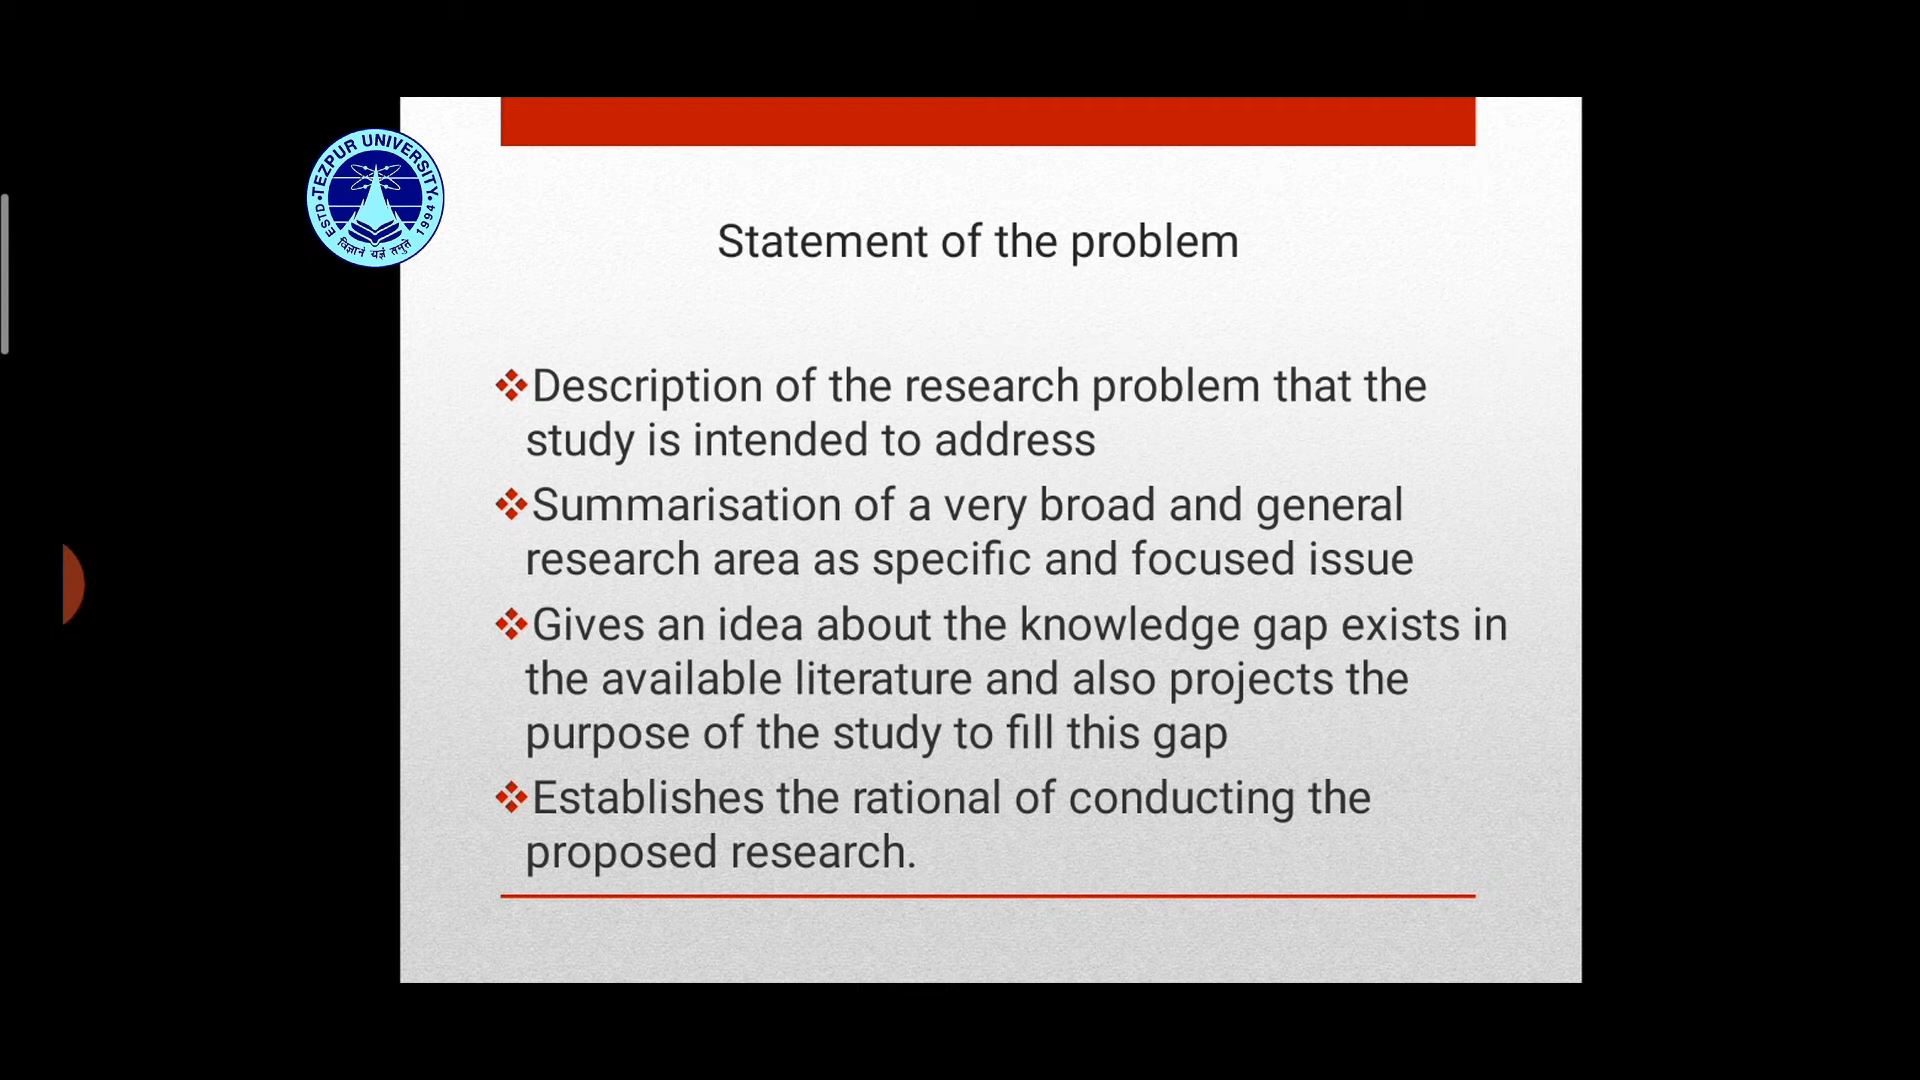 TEZPUR UNIVERSITY
ESTD 1994
विज्ञानं यज्ञं तनुते
Statement of the problem
❖Description of the research problem that the
study is intended to address
❖Summarisation of a very broad and general
research area as specific and focused issue
❖Gives an idea about the knowledge gap exists in
the available literature and also projects the
purpose of the study to fill this gap
❖Establishes the rational of conducting the
proposed research.